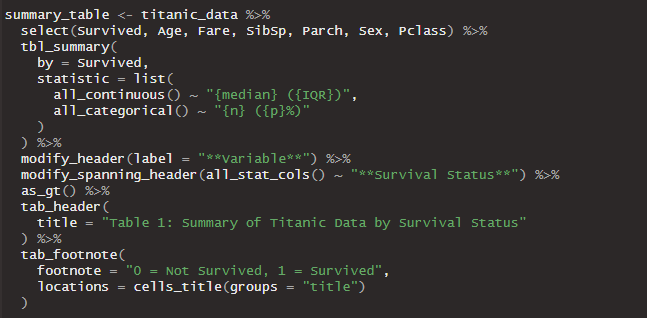 summary_table <- titanic_data %>%
  select(Survived, Age, Fare, SibSp, Parch, Sex, Pclass) %>%
  tbl_summary(
    by = Survived,
    statistic = list(
      all_continuous() ~ "{median} ({IQR})",
      all_categorical() ~ "{n} ({p}%)"
    )
  ) %>%
  modify_header(label = "**Variable**") %>%
  modify_spanning_header(all_stat_cols() ~ "**Survival Status**") %>%
  as_gt() %>%
  tab_header(
    title = "Table 1: Summary of Titanic Data by Survival Status"
  ) %>%
  tab_footnote(
    footnote = "0 = Not Survived, 1 = Survived",
    locations = cells_title(groups = "title")
  )